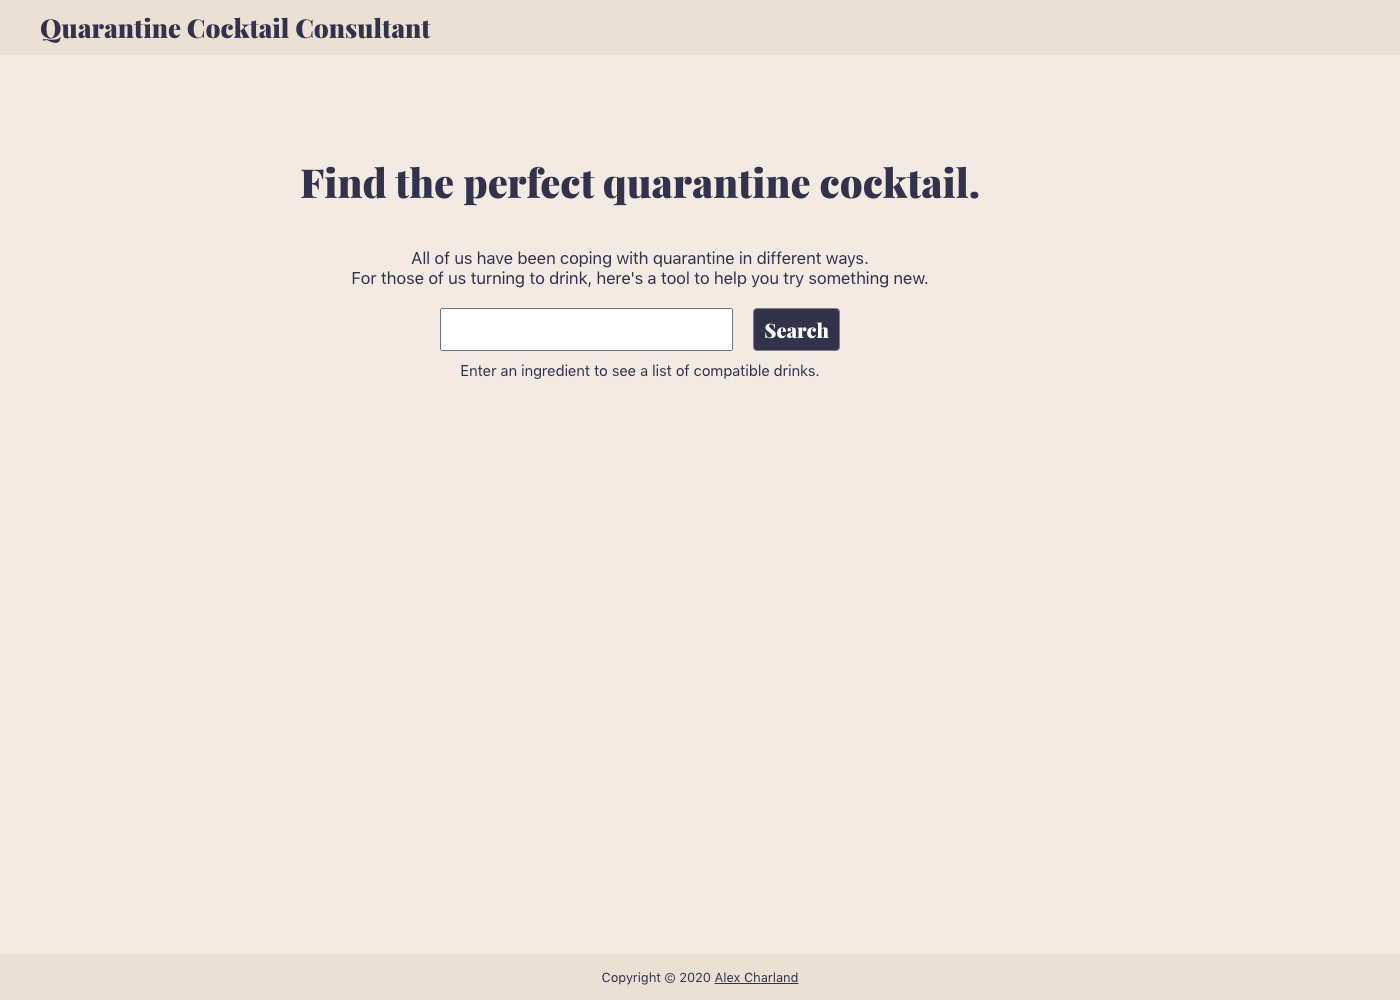 Quarantine Cocktail Consultant
Find the perfect quarantine cocktail.
All of us have been coping with quarantine in different ways.
For those of us turning to drink, here's a tool to help you try something new.
Search
Enter an ingredient to see a list of compatible drinks.
Copyright © 2020 Alex Charland